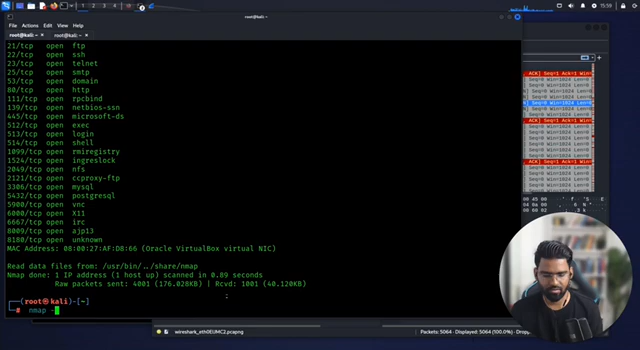 1 2 3 4
15:59
File Actions Edit View Help
root@kali: ~ × root@kali: ~ ×
21/tcp open ftp
22/tcp open ssh
23/tcp open telnet
25/tcp open smtp
53/tcp open domain
80/tcp open http
111/tcp open rpcbind
139/tcp open netbios-ssn
445/tcp open microsoft-ds
512/tcp open exec
513/tcp open login
514/tcp open shell
1099/tcp open rmiregistry
1524/tcp open ingreslock
2049/tcp open nfs
2121/tcp open ccproxy-ftp
3306/tcp open mysql
5432/tcp open postgresql
5900/tcp open vnc
6000/tcp open X11
6667/tcp open irc
8009/tcp open ajp13
8180/tcp open unknown
MAC Address: 08:00:27:AF:DB:66 (Oracle VirtualBox virtual NIC)
Read data files from: /usr/bin/../share/nmap
Nmap done: 1 IP address (1 host up) scanned in 0.89 seconds
Raw packets sent: 4001 (176.028KB) | Rcvd: 1001 (40.120KB)
(root㉿kali)-[~]
# nmap -
wireshark_eth0EUMC2.pcapng
Packets: 5064 · Displayed: 5064 (100.0%)